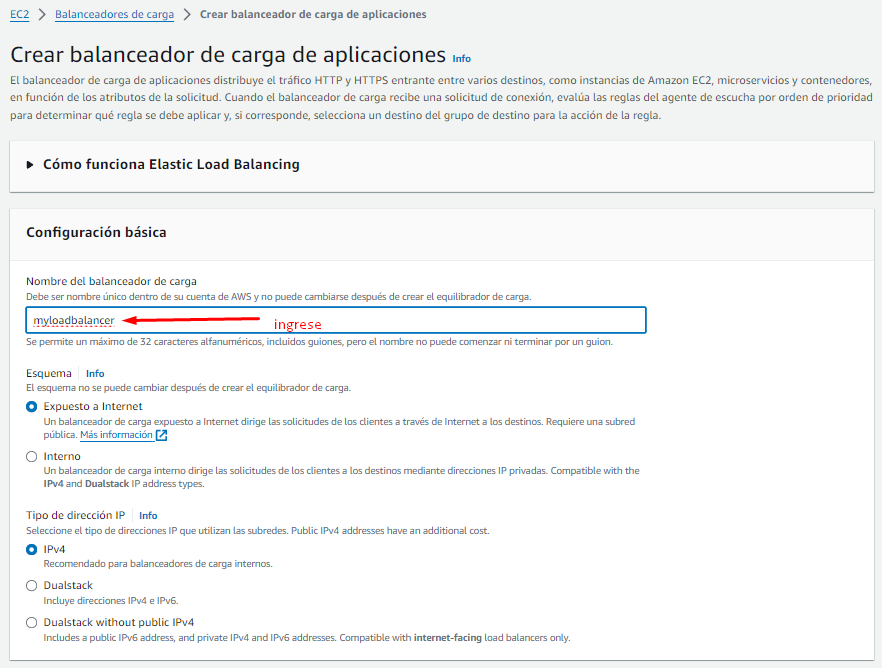 EC2 > Balanceadores de carga > Crear balanceador de carga de aplicaciones
Crear balanceador de carga de aplicaciones Info
El balanceador de carga de aplicaciones distribuye el tráfico HTTP y HTTPS entrante entre varios destinos, como instancias de Amazon EC2, microservicios y contenedores,
en función de los atributos de la solicitud. Cuando el balanceador de carga recibe una solicitud de conexión, evalúa las reglas del agente de escucha por orden de prioridad
para determinar qué regla se debe aplicar y, si corresponde, selecciona un destino del grupo de destino para la acción de la regla.
Cómo funciona Elastic Load Balancing
Configuración básica
Nombre del balanceador de carga
Debe ser nombre único dentro de su cuenta de AWS y no puede cambiarse después de crear el equilibrador de carga.
myloadbalancer ingrese
Se permite un máximo de 32 caracteres alfanuméricos, incluidos guiones, pero el nombre no puede comenzar ni terminar por un guion.
Esquema Info
El esquema no se puede cambiar después de crear el equilibrador de carga.
Expuesto a Internet
Un balanceador de carga expuesto a Internet dirige las solicitudes de los clientes a través de Internet a los destinos. Requiere una subred
pública. Más información
Interno
Un balanceador de carga interno dirige las solicitudes de los clientes a los destinos mediante direcciones IP privadas. Compatible with the
IPv4 and Dualstack IP address types.
Tipo de dirección IP Info
Seleccione el tipo de direcciones IP que utilizan las subredes. Public IPv4 addresses have an additional cost.
IPv4
Recomendado para balanceadores de carga internos.
Dualstack
Incluye direcciones IPv4 e IPv6.
Dualstack without public IPv4
Includes a public IPv6 address, and private IPv4 and IPv6 addresses. Compatible with internet-facing load balancers only.